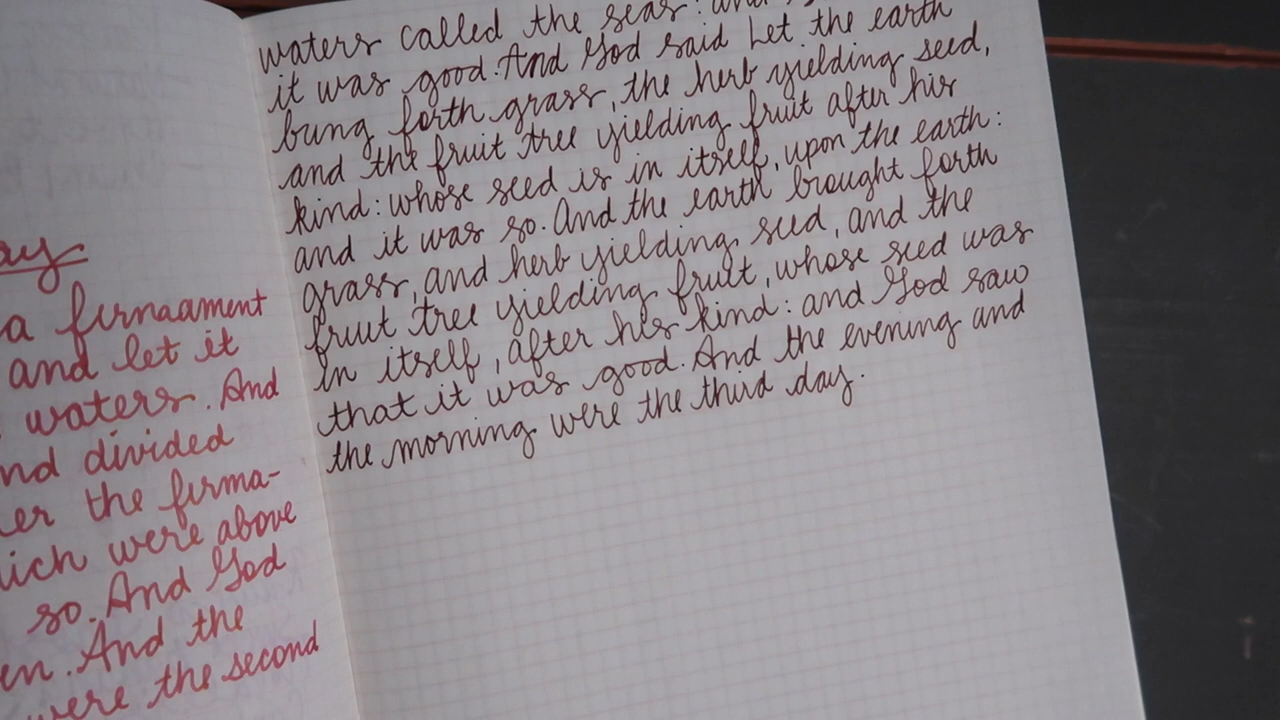 ay
a firnaament
and let it
waters. And
nd divided
er the firma-
ich were above
so. And God
en. And the
were the second
waters called the seas: and
it was good. And God said Let the earth
bung forth grass, the herb yielding seed,
and the fruit tree yielding fruit after his
kind: whose seed is in itself, upon the earth:
and it was so. And the earth brought forth
grass, and herb yielding seed, and the
fruit tree yielding fruit, whose seed was
in itself, after his kind: and God saw
that it was good. And the evening and
the morning were the third day.